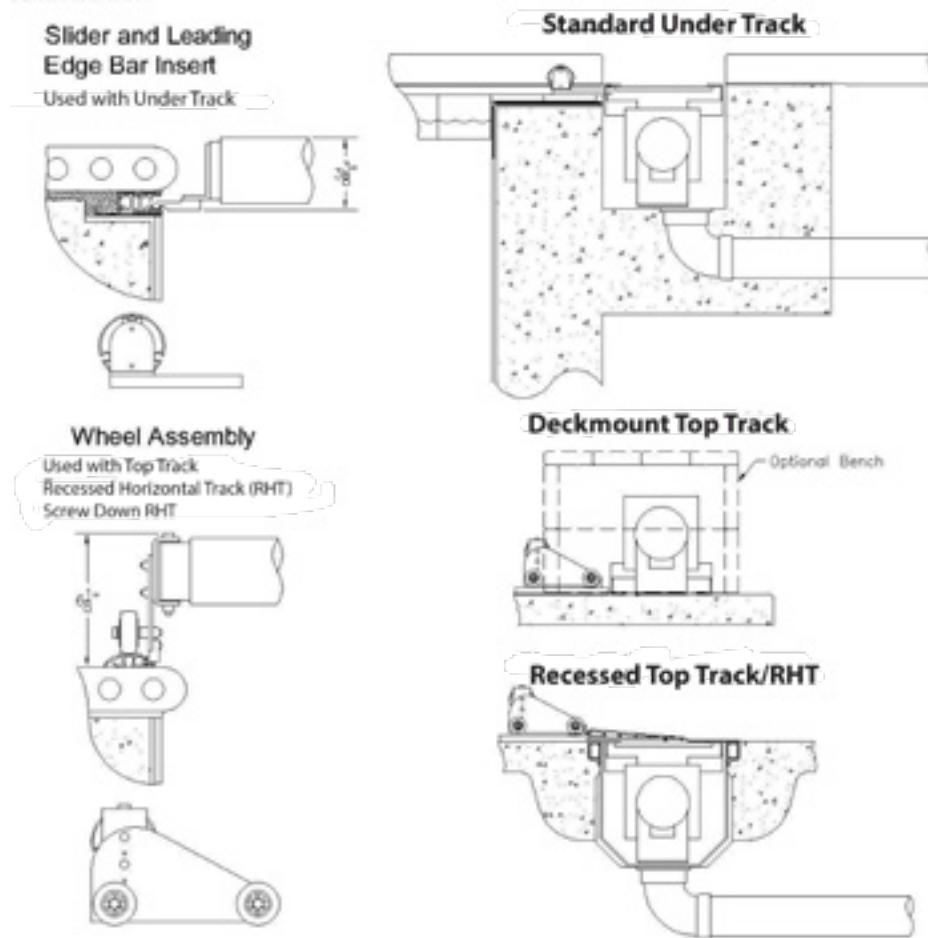 Slider and Leading
Edge Bar Insert
Used with Under Track
Standard Under Track
Wheel Assembly
Used with Top Track
Recessed Horizontal Track (RHT)
Screw Down RHT
Deckmount Top Track
Optional Bench
Recessed Top Track/RHT